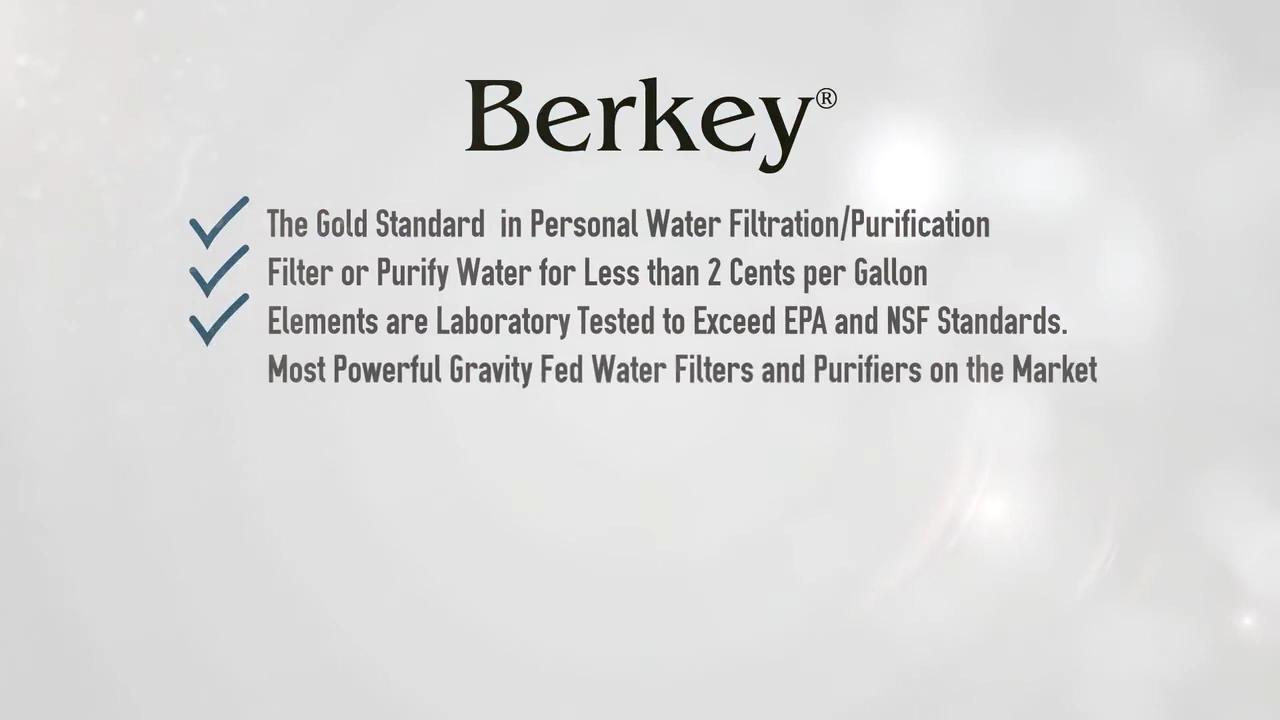 Berkey®
The Gold Standard in Personal Water Filtration/Purification
Filter or Purify Water for Less than 2 Cents per Gallon
Elements are Laboratory Tested to Exceed EPA and NSF Standards.
Most Powerful Gravity Fed Water Filters and Purifiers on the Market